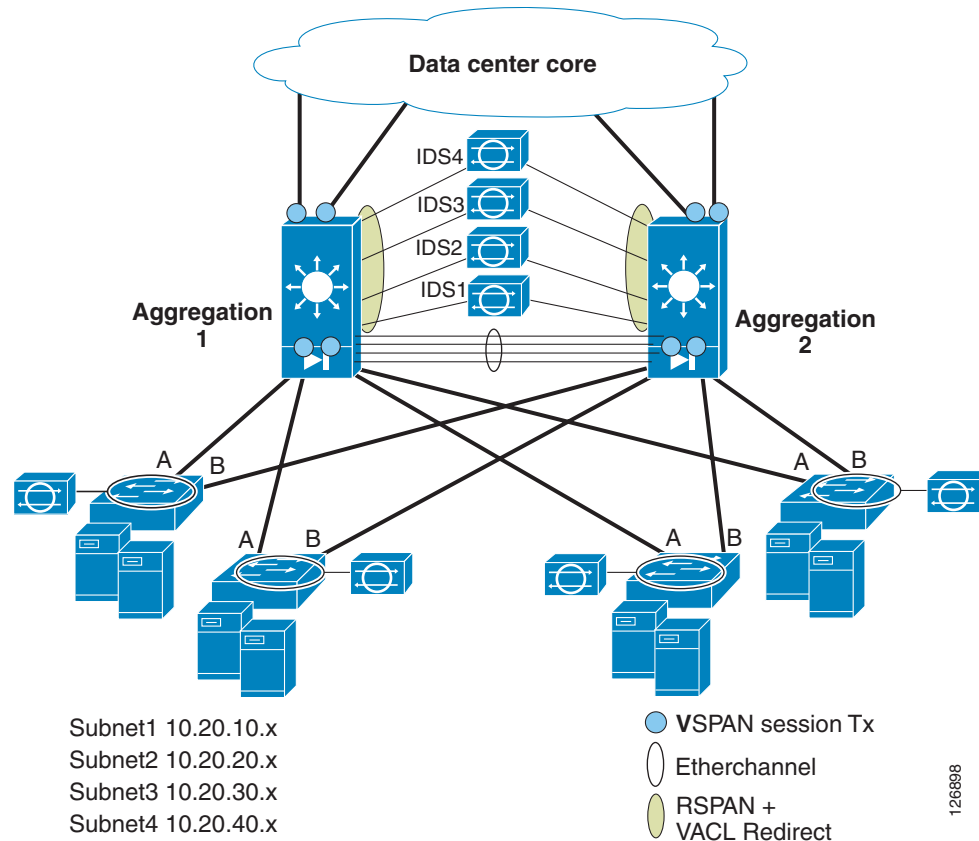 Data center core
IDS4
IDS3
IDS2
IDS1
Aggregation
1
Aggregation
2
A
B
A
B
A
B
A
B
Subnet1 10.20.10.x
Subnet2 10.20.20.x
Subnet3 10.20.30.x
Subnet4 10.20.40.x
VSPAN session Tx
Etherchannel
RSPAN +
VACL Redirect
126898